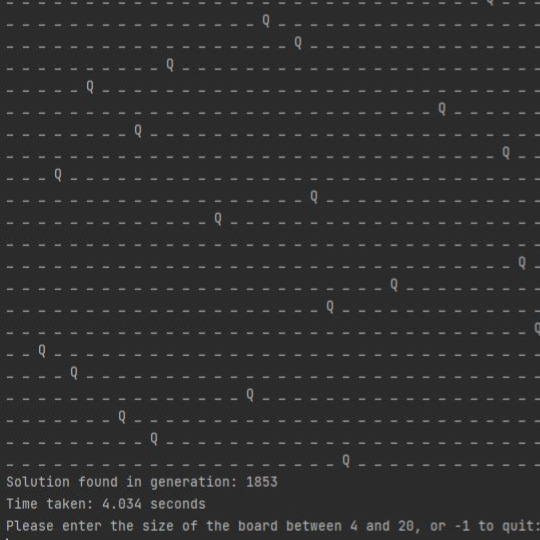 _ _ _ _ _ _ _ _ _ _ _ _ _ _ _ _ _ _ _ _ _ _ _ _ _ _ _ _ _ _ Q _ _ _
_ _ _ _ _ _ _ _ _ _ _ _ _ _ _ _ Q _ _ _ _ _ _ _ _ _ _ _ _ _ _ _ _ _
_ _ _ _ _ _ _ _ _ _ _ _ _ _ _ _ _ _ Q _ _ _ _ _ _ _ _ _ _ _ _ _ _ _
_ _ _ _ _ _ _ _ _ _ Q _ _ _ _ _ _ _ _ _ _ _ _ _ _ _ _ _ _ _ _ _ _ _
_ _ _ _ _ Q _ _ _ _ _ _ _ _ _ _ _ _ _ _ _ _ _ _ _ _ _ _ _ _ _ _ _ _
_ _ _ _ _ _ _ _ _ _ _ _ _ _ _ _ _ _ _ _ _ _ _ _ _ _ _ Q _ _ _ _ _ _
_ _ _ _ _ _ _ _ Q _ _ _ _ _ _ _ _ _ _ _ _ _ _ _ _ _ _ _ _ _ _ _ _ _
_ _ _ _ _ _ _ _ _ _ _ _ _ _ _ _ _ _ _ _ _ _ _ _ _ _ _ _ _ _ _ Q _ _
_ _ _ Q _ _ _ _ _ _ _ _ _ _ _ _ _ _ _ _ _ _ _ _ _ _ _ _ _ _ _ _ _ _
_ _ _ _ _ _ _ _ _ _ _ _ _ _ _ _ _ _ _ Q _ _ _ _ _ _ _ _ _ _ _ _ _ _
_ _ _ _ _ _ _ _ _ _ _ _ _ Q _ _ _ _ _ _ _ _ _ _ _ _ _ _ _ _ _ _ _ _
_ _ _ _ _ _ _ _ _ _ _ _ _ _ _ _ _ _ _ _ _ _ _ _ _ _ _ _ _ _ _ _ _ _
_ _ _ _ _ _ _ _ _ _ _ _ _ _ _ _ _ _ _ _ _ _ _ _ _ _ _ _ _ _ _ _ Q _
_ _ _ _ _ _ _ _ _ _ _ _ _ _ _ _ _ _ _ _ _ _ _ _ Q _ _ _ _ _ _ _ _ _
_ _ _ _ _ _ _ _ _ _ _ _ _ _ _ _ _ _ _ _ Q _ _ _ _ _ _ _ _ _ _ _ _ _
_ _ _ _ _ _ _ _ _ _ _ _ _ _ _ _ _ _ _ _ _ _ _ _ _ _ _ _ _ _ _ _ _ Q
_ _ Q _ _ _ _ _ _ _ _ _ _ _ _ _ _ _ _ _ _ _ _ _ _ _ _ _ _ _ _ _ _ _
_ _ _ _ Q _ _ _ _ _ _ _ _ _ _ _ _ _ _ _ _ _ _ _ _ _ _ _ _ _ _ _ _ _
_ _ _ _ _ _ _ _ _ _ _ _ _ _ _ Q _ _ _ _ _ _ _ _ _ _ _ _ _ _ _ _ _ _
_ _ _ _ _ _ _ Q _ _ _ _ _ _ _ _ _ _ _ _ _ _ _ _ _ _ _ _ _ _ _ _ _ _
_ _ _ _ _ _ _ _ _ Q _ _ _ _ _ _ _ _ _ _ _ _ _ _ _ _ _ _ _ _ _ _ _ _
_ _ _ _ _ _ _ _ _ _ _ _ _ _ _ _ _ _ _ _ _ Q _ _ _ _ _ _ _ _ _ _ _ _
Solution found in generation: 1853
Time taken: 4.034 seconds
Please enter the size of the board between 4 and 20, or -1 to quit: